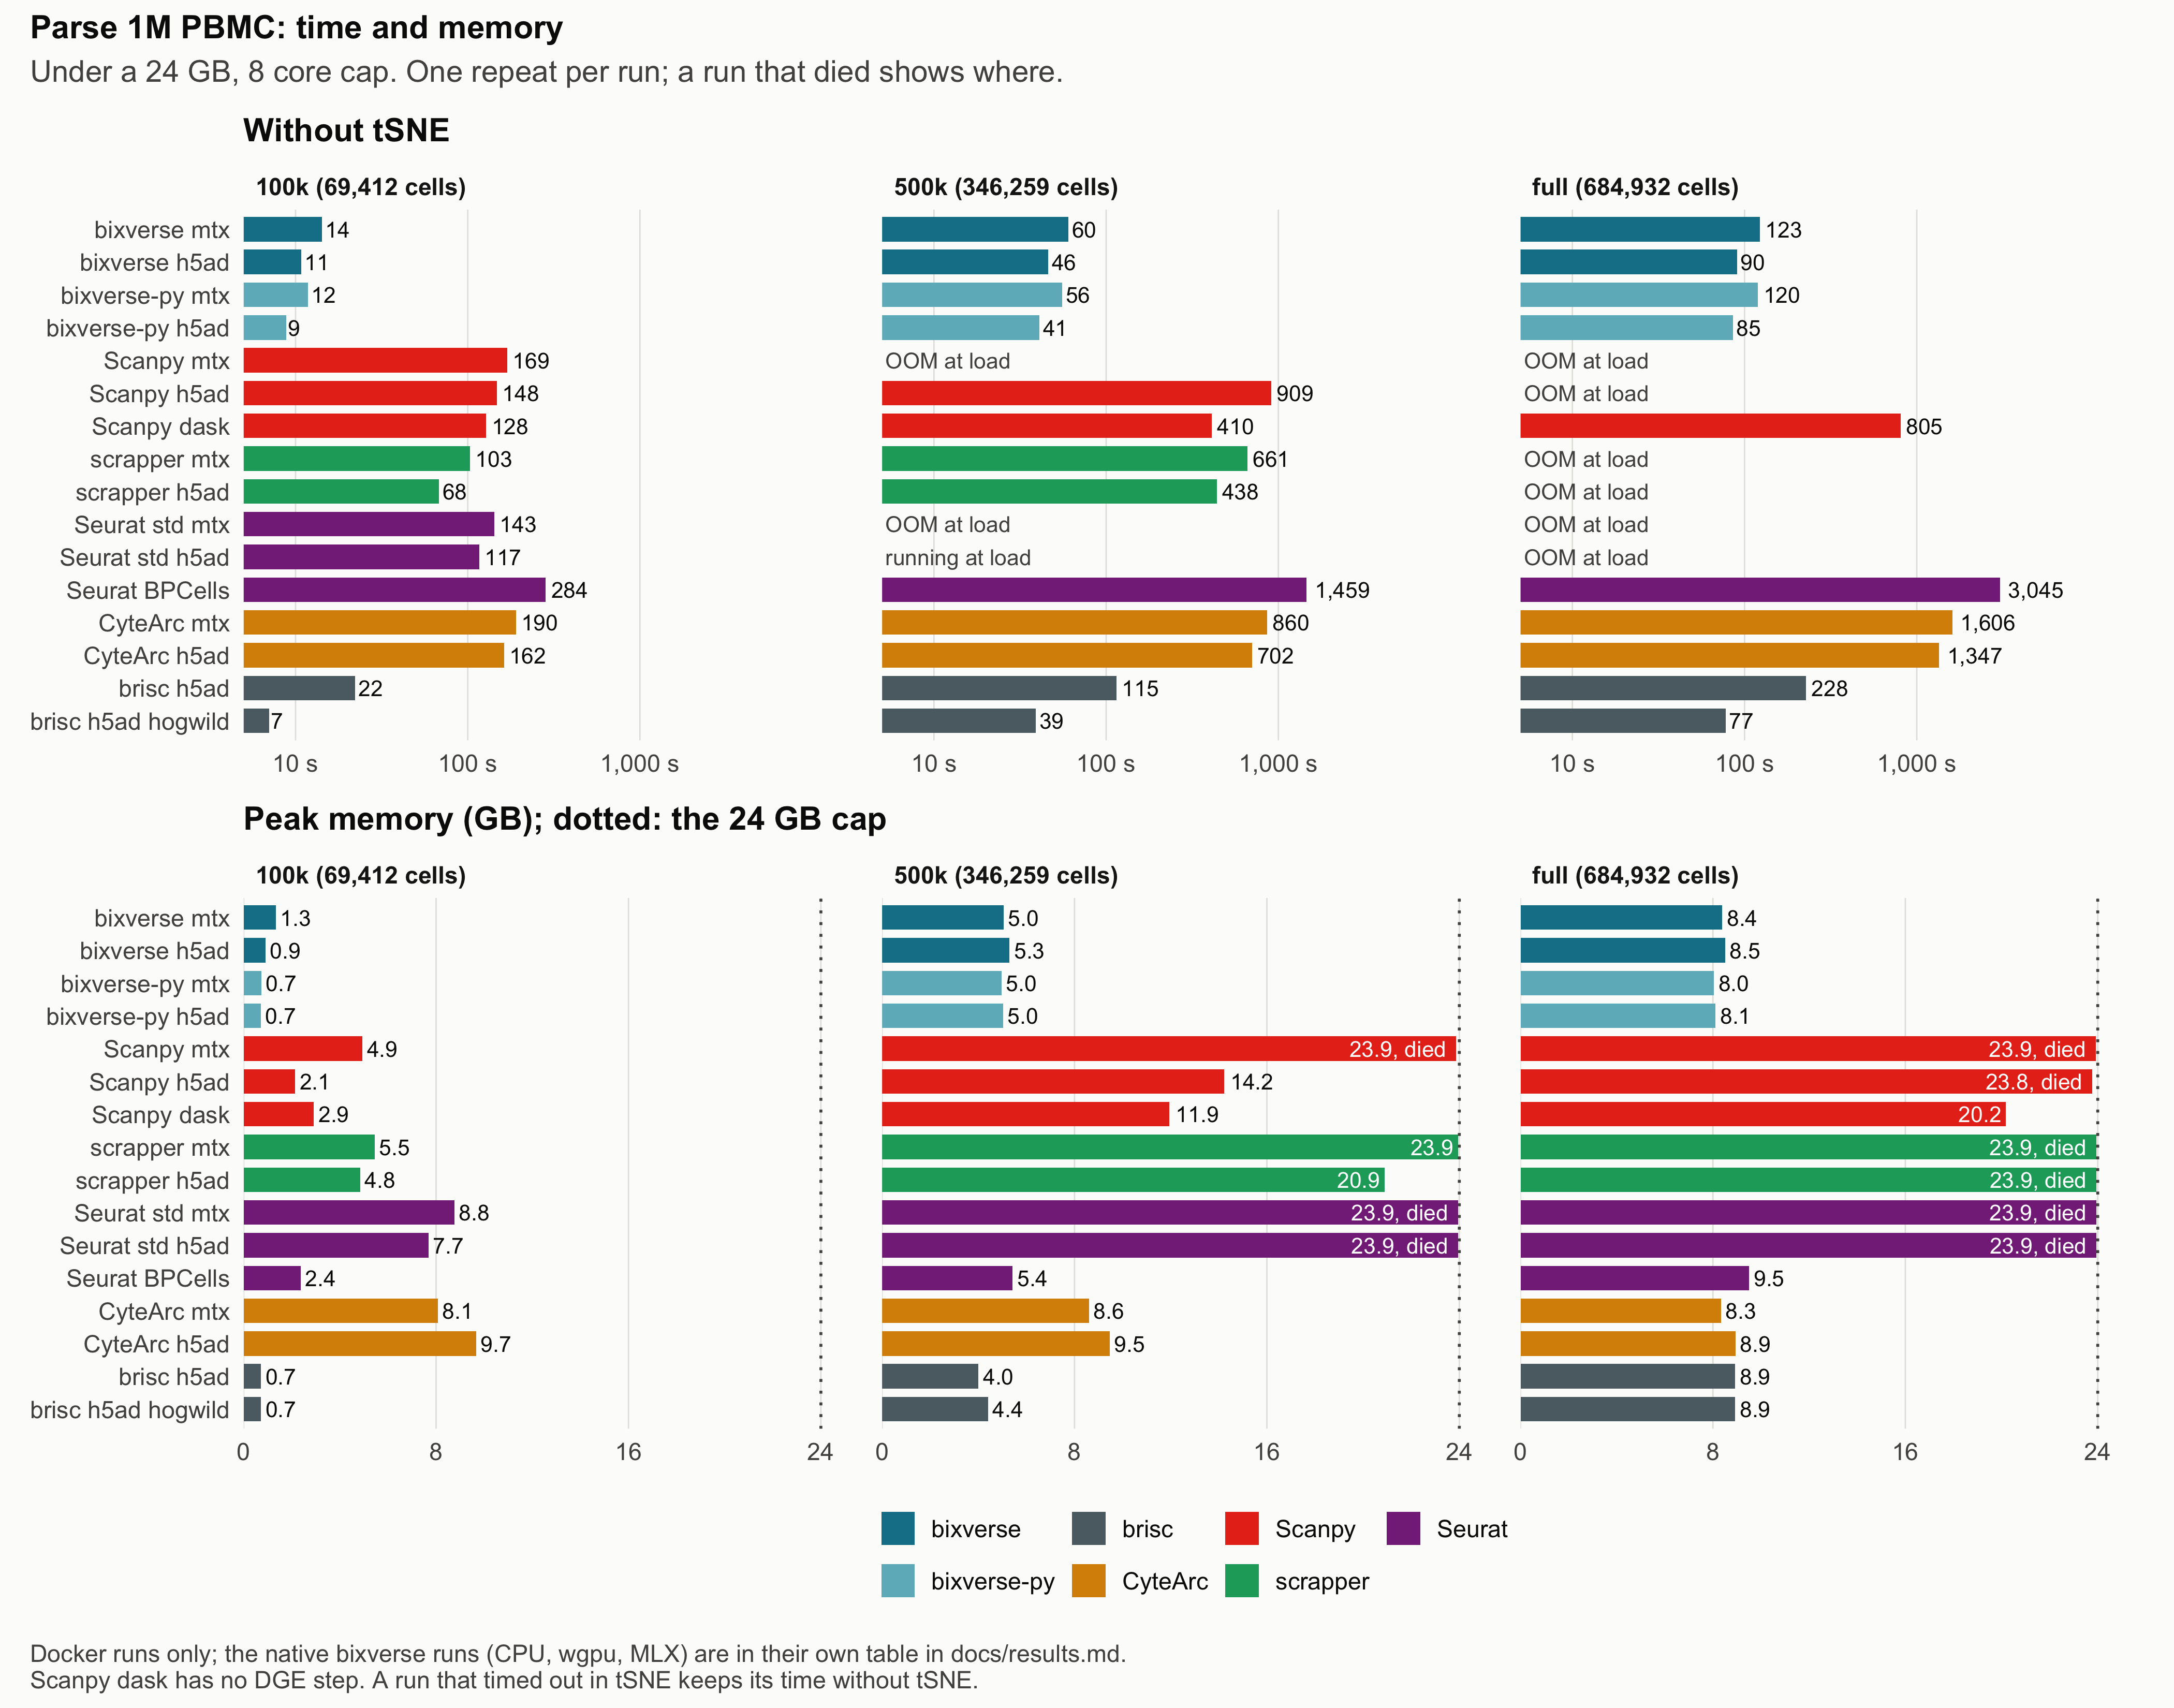 Parse 1M PBMC: time and memory
Under a 24 GB, 8 core cap. One repeat per run; a run that died shows where.
Without tSNE
100k (69,412 cells) 500k (346,259 cells) full (684,932 cells)
bixverse mtx 14 60 123
bixverse h5ad 11 46 90
bixverse-py mtx 12 56 120
bixverse-py h5ad 9 41 85
Scanpy mtx 169 OOM at load OOM at load
Scanpy h5ad 148 909 OOM at load
Scanpy dask 128 410 805
scrapper mtx 103 661 OOM at load
scrapper h5ad 68 438 OOM at load
Seurat std mtx 143 OOM at load OOM at load
Seurat std h5ad 117 running at load OOM at load
Seurat BPCells 284 1,459 3,045
CyteArc mtx 190 860 1,606
CyteArc h5ad 162 702 1,347
brisc h5ad 22 115 228
brisc h5ad hogwild 7 39 77
10 s 100 s 1,000 s 10 s 100 s 1,000 s 10 s 100 s 1,000 s
Peak memory (GB); dotted: the 24 GB cap
100k (69,412 cells) 500k (346,259 cells) full (684,932 cells)
bixverse mtx 1.3 5.0 8.4
bixverse h5ad 0.9 5.3 8.5
bixverse-py mtx 0.7 5.0 8.0
bixverse-py h5ad 0.7 5.0 8.1
Scanpy mtx 4.9 23.9, died 23.9, died
Scanpy h5ad 2.1 14.2 23.8, died
Scanpy dask 2.9 11.9 20.2
scrapper mtx 5.5 23.9 23.9, died
scrapper h5ad 4.8 20.9 23.9, died
Seurat std mtx 8.8 23.9, died 23.9, died
Seurat std h5ad 7.7 23.9, died 23.9, died
Seurat BPCells 2.4 5.4 9.5
CyteArc mtx 8.1 8.6 8.3
CyteArc h5ad 9.7 9.5 8.9
brisc h5ad 0.7 4.0 8.9
brisc h5ad hogwild 0.7 4.4 8.9
0 8 16 24 0 8 16 24 0 8 16 24
bixverse brisc Scanpy Seurat
bixverse-py CyteArc scrapper
Docker runs only; the native bixverse runs (CPU, wgpu, MLX) are in their own table in docs/results.md.
Scanpy dask has no DGE step. A run that timed out in tSNE keeps its time without tSNE.